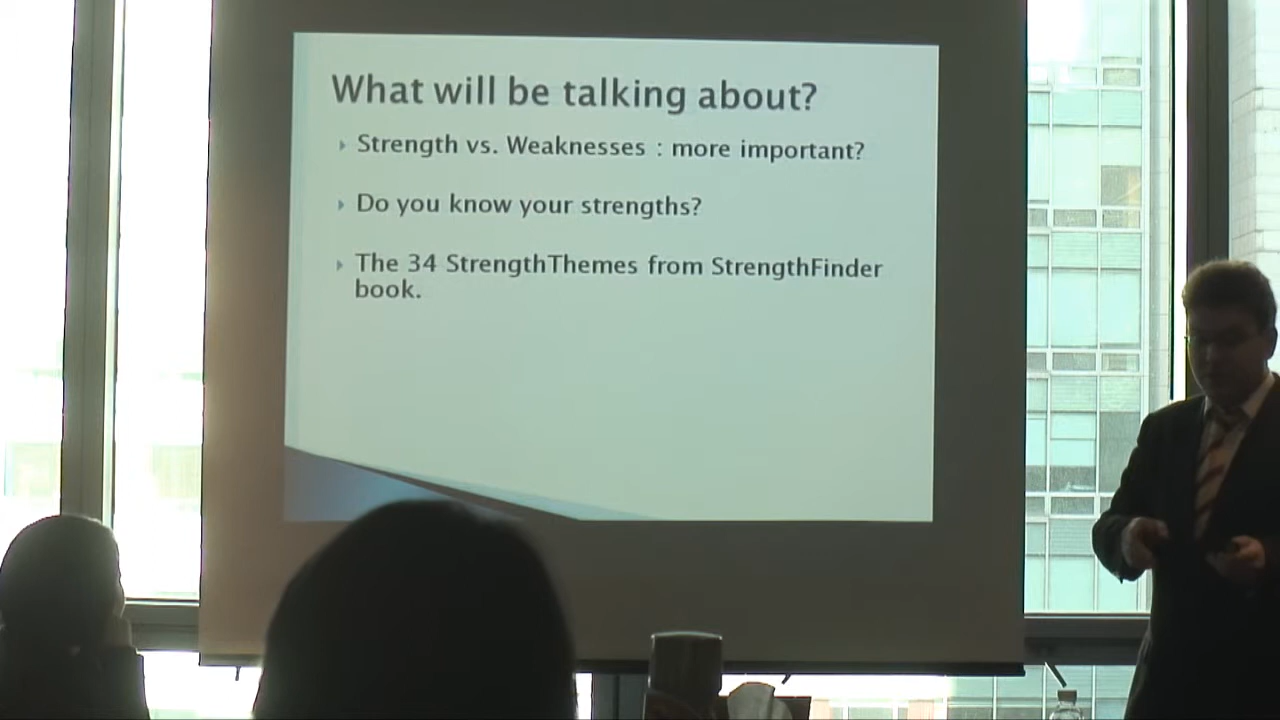 What will be talking about?
Strength vs. Weaknesses : more important?
Do you know your strengths?
The 34 StrengthThemes from StrengthFinder
book.